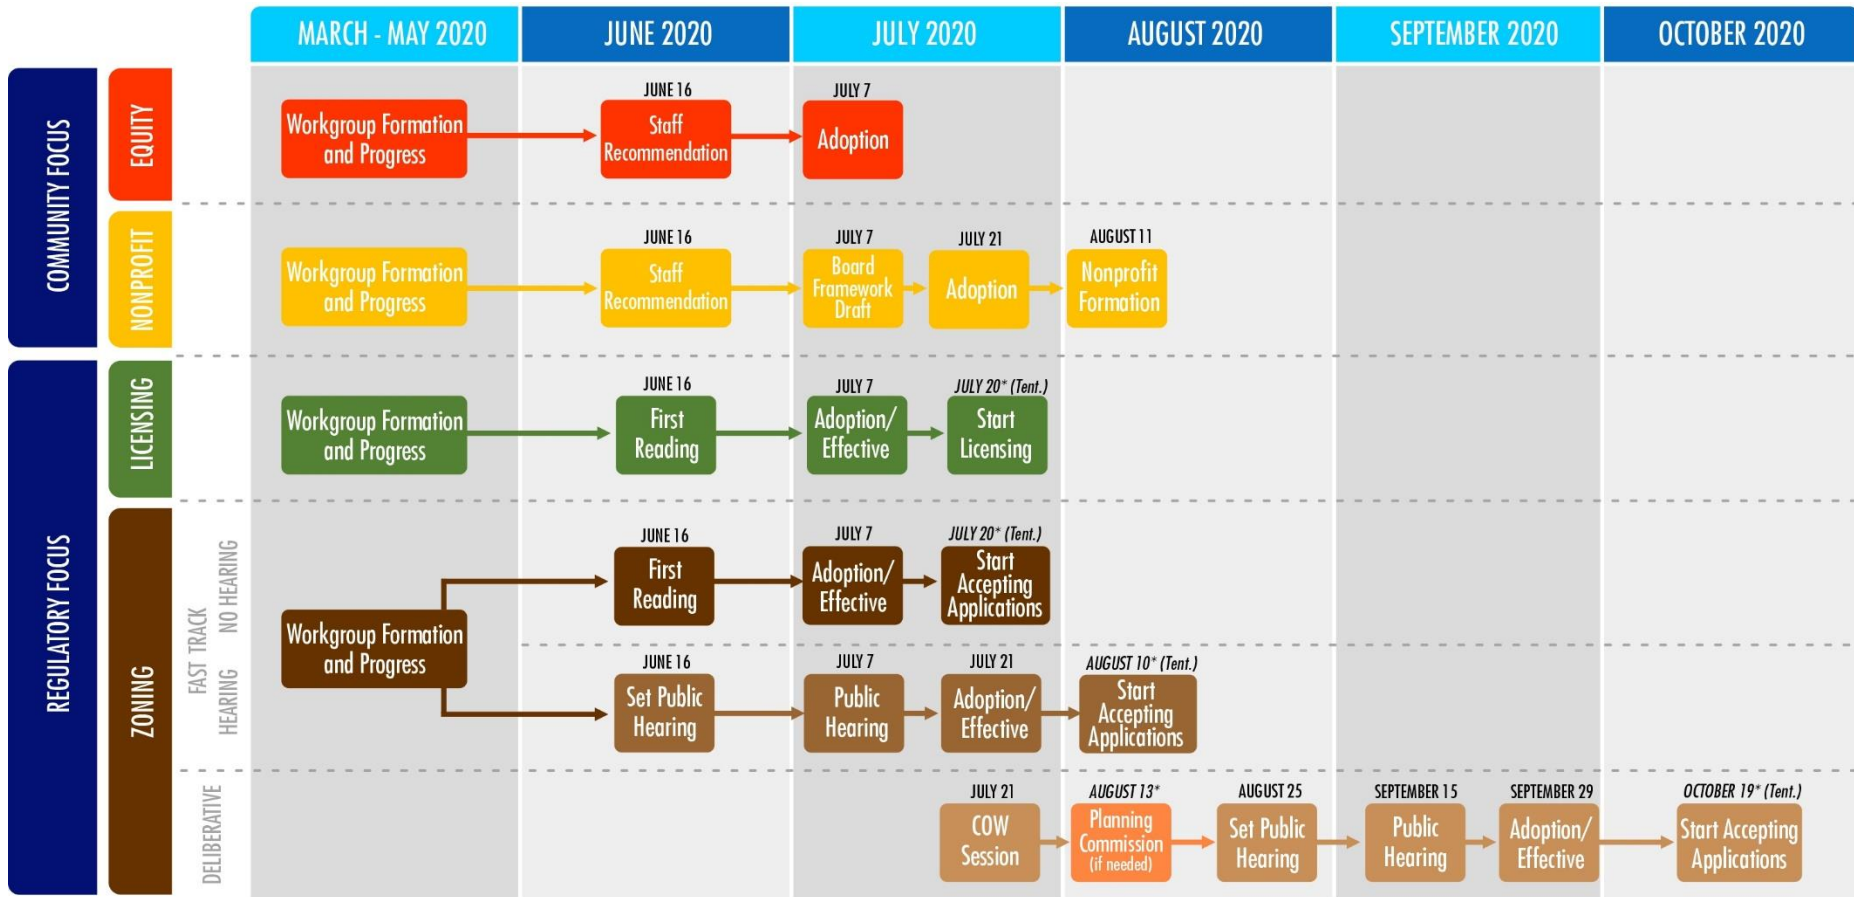 MARCH - MAY 2020
JUNE 2020
JULY 2020
AUGUST 2020
SEPTEMBER 2020
OCTOBER 2020
COMMUNITY FOCUS
EQUITY
Workgroup Formation
and Progress
JUNE 16
Staff
Recommendation
JULY 7
Adoption
NONPROFIT
Workgroup Formation
and Progress
JUNE 16
Staff
Recommendation
JULY 7
Board
Framework
Draft
JULY 21
Adoption
AUGUST 11
Nonprofit
Formation
REGULATORY FOCUS
LICENSING
Workgroup Formation
and Progress
JUNE 16
First
Reading
JULY 7
Adoption/
Effective
JULY 20* (Tent.)
Start
Licensing
ZONING
FAST TRACK
NO HEARING
Workgroup Formation
and Progress
JUNE 16
First
Reading
JULY 7
Adoption/
Effective
JULY 20* (Tent.)
Start
Accepting
Applications
HEARING
JUNE 16
Set Public
Hearing
JULY 7
Public
Hearing
JULY 21
Adoption/
Effective
AUGUST 10* (Tent.)
Start
Accepting
Applications
DELIBERATIVE
JULY 21
COW
Session
AUGUST 13*
Planning
Commission
(if needed)
AUGUST 25
Set Public
Hearing
SEPTEMBER 15
Public
Hearing
SEPTEMBER 29
Adoption/
Effective
OCTOBER 19* (Tent.)
Start Accepting
Applications